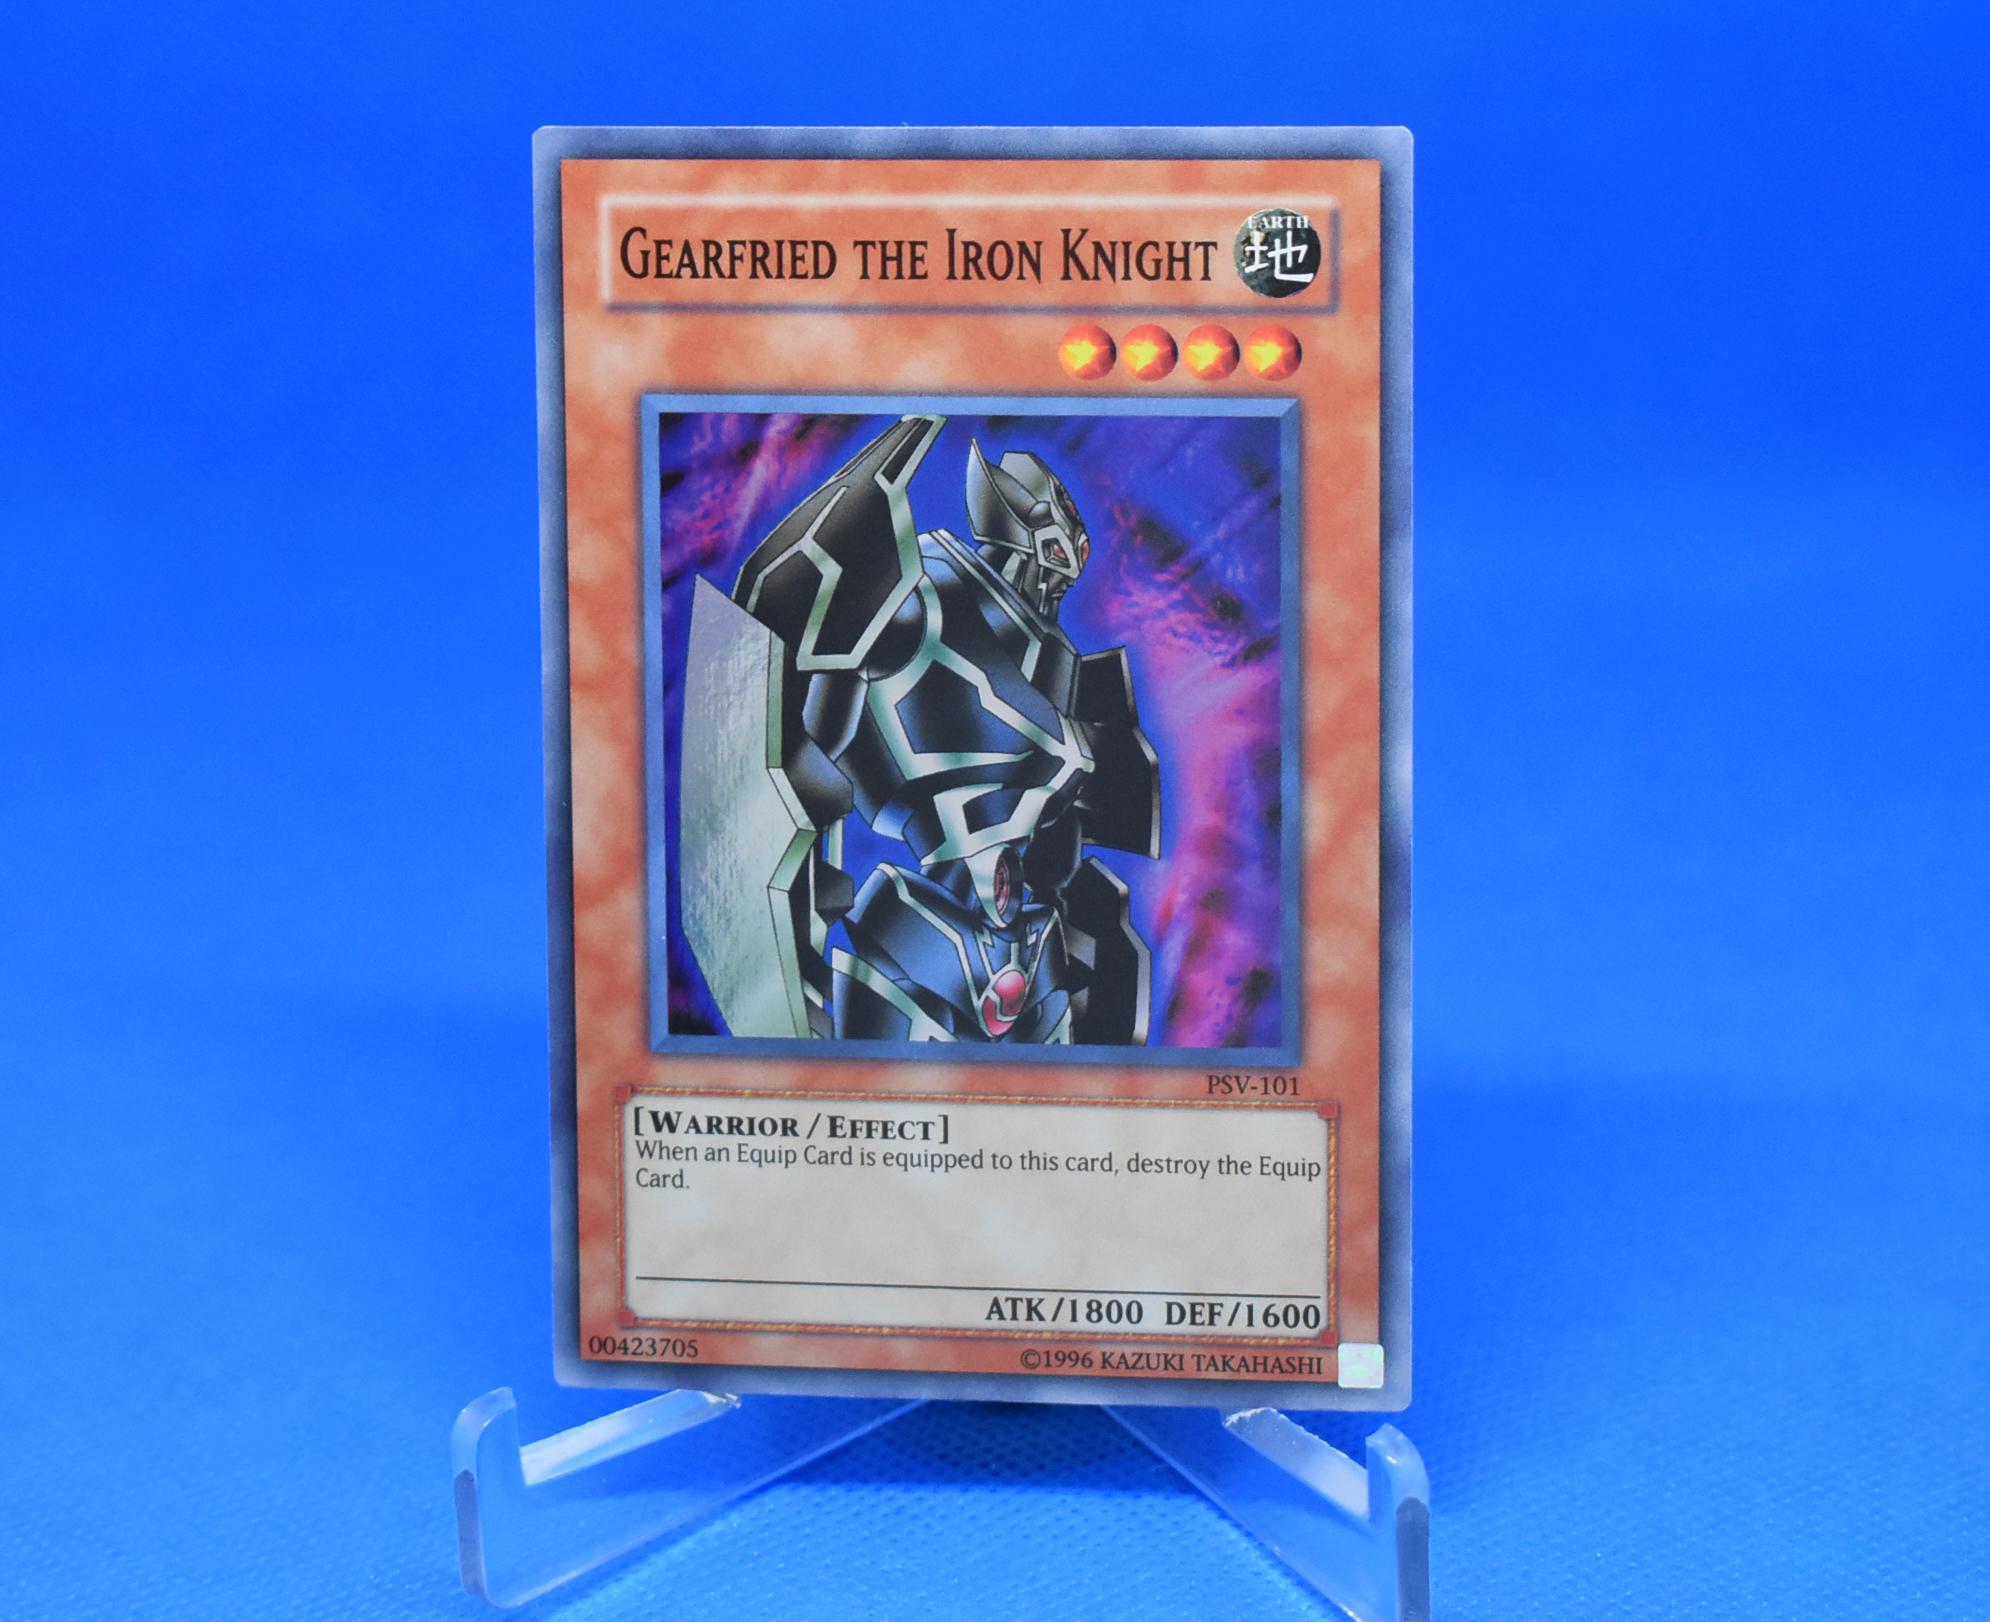 GEARFRIED THE IRON KNIGHT
EARTH
地
PSV-101
[WARRIOR / EFFECT]
When an Equip Card is equipped to this card, destroy the Equip
Card.
ATK/1800 DEF/1600
00423705
©1996 KAZUKI TAKAHASHI